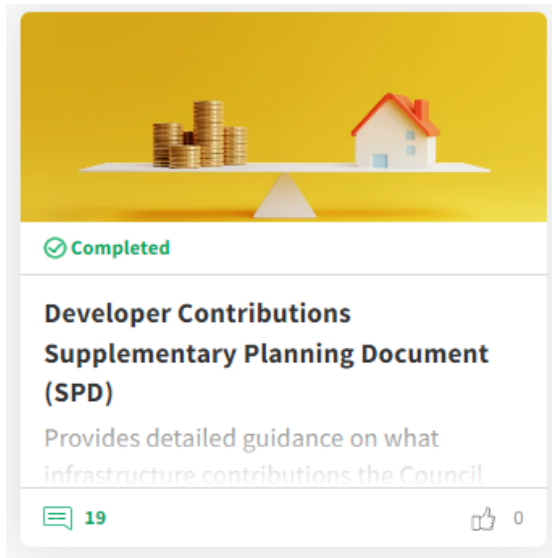 Completed
Developer Contributions
Supplementary Planning Document
(SPD)
Provides detailed guidance on what
infrastructure contributions the Council
19
0